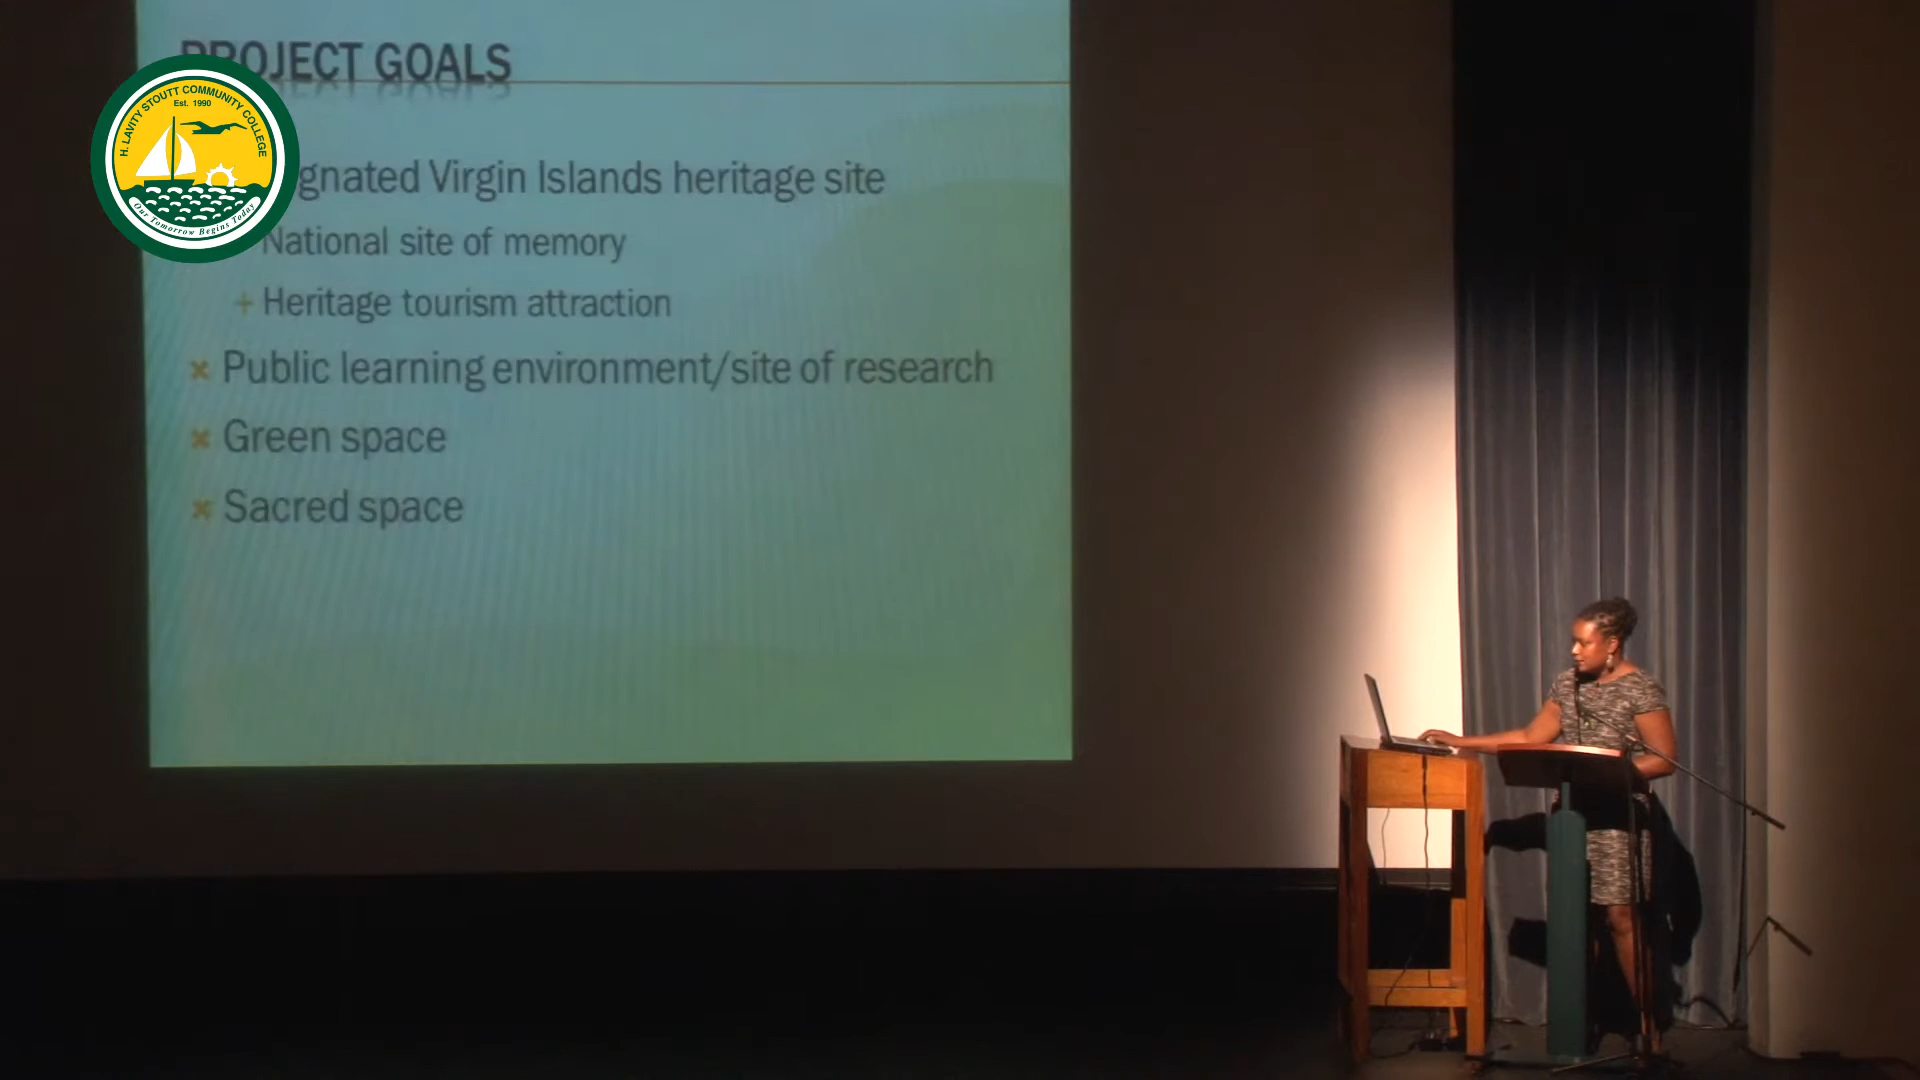 PROJECT GOALS
H. LAVITY STOUTT COMMUNITY COLLEGE
Est. 1990
Our Tomorrow Begins Today
gnated Virgin Islands heritage site
National site of memory
+ Heritage tourism attraction
× Public learning environment/site of research
× Green space
× Sacred space